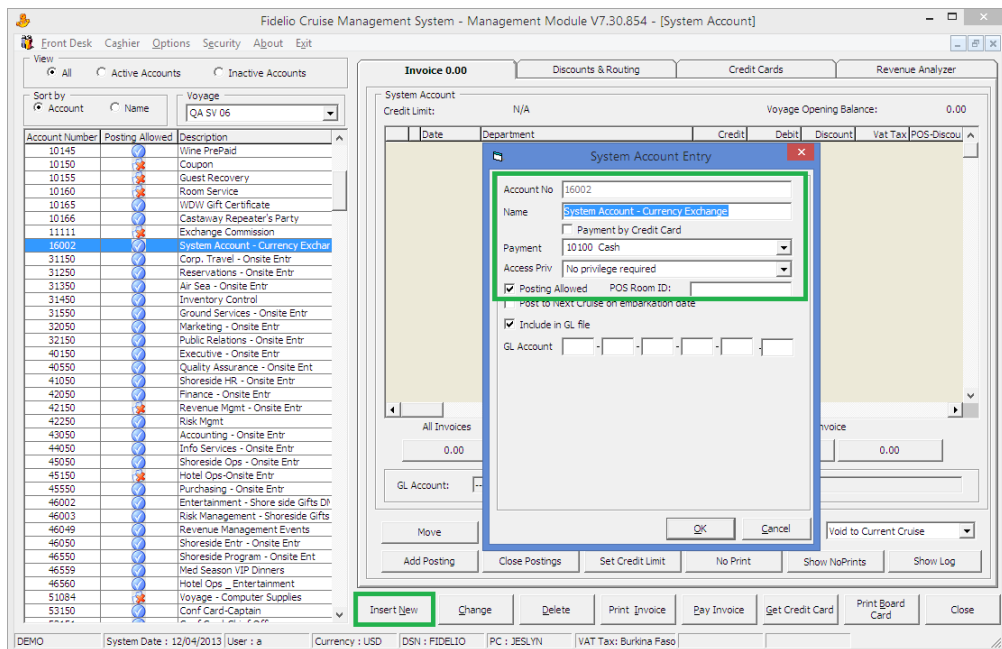 Fidelio Cruise Management System - Management Module V7.30.854 - [System Account]
Front Desk Cashier Options Security About Exit
View
All Active Accounts Inactive Accounts
Sort by
Account Name
Voyage
QA SV 06
Account Number Posting Allowed Description
10145 Wine PrePaid
10150 Coupon
10155 Guest Recovery
10160 Room Service
10165 WDW Gift Certificate
10166 Castaway Repeater's Party
11111 Exchange Commission
16002 System Account - Currency Exchar
31150 Corp. Travel - Onsite Entr
31250 Reservations - Onsite Entr
31350 Air Sea - Onsite Entr
31450 Inventory Control
31550 Ground Services - Onsite Entr
32050 Marketing - Onsite Entr
32150 Public Relations - Onsite Entr
40150 Executive - Onsite Entr
40550 Quality Assurance - Onsite Ent
41050 Shoreside HR - Onsite Entr
42050 Finance - Onsite Entr
42150 Revenue Mgmt - Onsite Entr
42250 Risk Mgmt
43050 Accounting - Onsite Entr
44050 Info Services - Onsite Entr
45050 Shoreside Ops - Onsite Entr
45150 Hotel Ops-Onsite Entr
45550 Purchasing - Onsite Entr
46002 Entertainment - Shore side Gifts DN
46003 Risk Management - Shoreside Gifts
46049 Revenue Management Events
46050 Shoreside Entr - Onsite Entr
46550 Shoreside Program - Onsite Ent
46559 Med Season VIP Dinners
46560 Hotel Ops _ Entertainment
51084 Voyage - Computer Supplies
53150 Conf Card-Captain
Invoice 0.00 Discounts & Routing Credit Cards Revenue Analyzer
System Account
Credit Limit: N/A Voyage Opening Balance: 0.00
Date Department Credit Debit Discount Vat Tax POS-Discou
System Account Entry
Account No 16002
Name System Account - Currency Exchange
Payment by Credit Card
Payment 10100 Cash
Access Priv No privilege required
Posting Allowed POS Room ID:
Post to Next Cruise on embarkation date
Include in GL file
GL Account - - - - -
OK Cancel
All Invoices nvoice
0.00 0.00
GL Account: --
Move Void to Current Cruise
Add Posting Close Postings Set Credit Limit No Print Show NoPrints Show Log
Insert New Change Delete Print Invoice Pay Invoice Get Credit Card Print Board Card Close
DEMO System Date : 12/04/2013 User : a Currency : USD DSN : FIDELIO PC : JESLYN VAT Tax: Burkina Faso